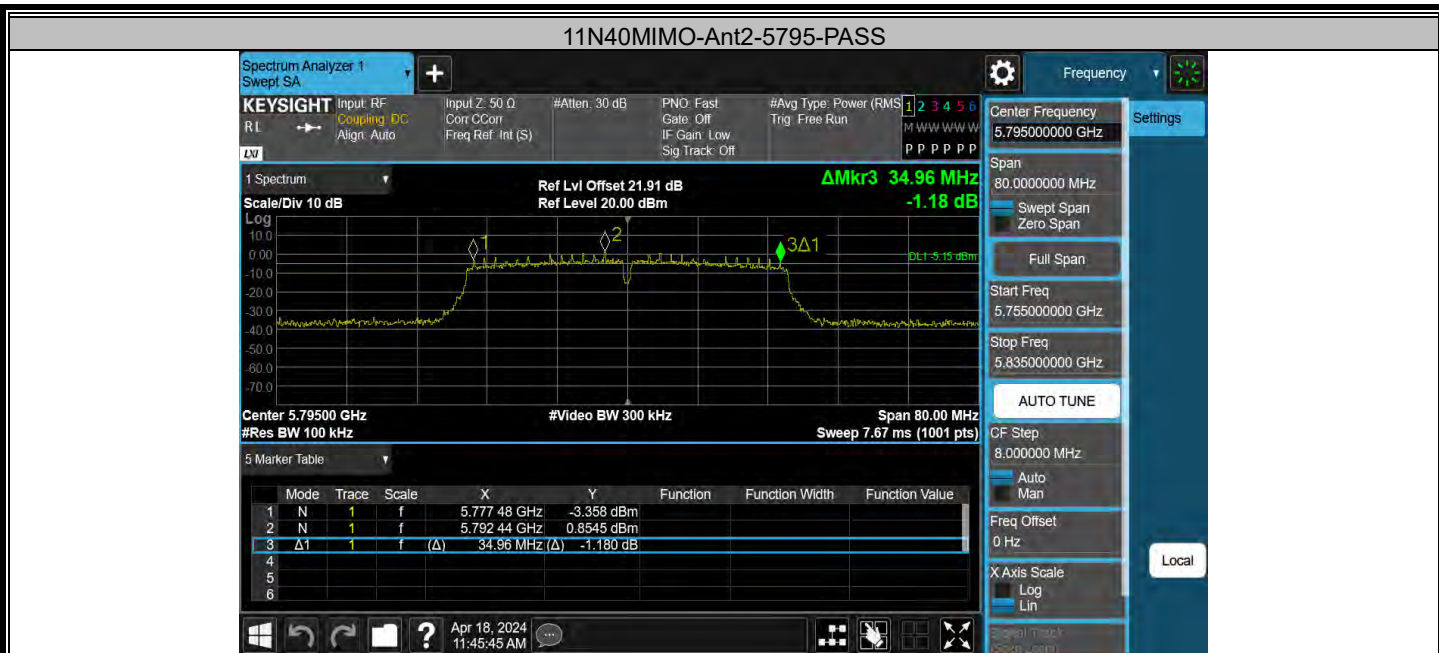 11N40MIMO-Ant2-5795-PASS
Spectrum Analyzer 1
Swept SA
+
Frequency
KEYSIGHT
RL
LXI
Input: RF
Coupling: DC
Align: Auto
Input Z: 50 Ω
Corr CCorr
Freq Ref: Int (S)
#Atten: 30 dB
PNO: Fast
Gate: Off
IF Gain: Low
Sig Track: Off
#Avg Type: Power (RMS
Trig: Free Run
1 2 3 4 5 6
M W W W W W
P P P P P P
1 Spectrum
Scale/Div 10 dB
Ref Lvl Offset 21.91 dB
Ref Level 20.00 dBm
ΔMkr3 34.96 MHz
-1.18 dB
Log
10.0
0.00
-10.0
-20.0
-30.0
-40.0
-50.0
-60.0
-70.0
1
2
3Δ1
DL1 -5.15 dBm
Center 5.79500 GHz
#Video BW 300 kHz
Span 80.00 MHz
#Res BW 100 kHz
Sweep 7.67 ms (1001 pts)
5 Marker Table
Mode Trace Scale X Y Function Function Width Function Value
1 N 1 f 5.777 48 GHz -3.358 dBm
2 N 1 f 5.792 44 GHz 0.8545 dBm
3 Δ1 1 f (Δ) 34.96 MHz (Δ) -1.180 dB
4
5
6
?
Apr 18, 2024
11:45:45 AM
Center Frequency
5.795000000 GHz
Settings
Span
80.0000000 MHz
Swept Span
Zero Span
Full Span
Start Freq
5.755000000 GHz
Stop Freq
5.835000000 GHz
AUTO TUNE
CF Step
8.000000 MHz
Auto
Man
Freq Offset
0 Hz
X Axis Scale
Log
Lin
Local
Signal Track
(Span Zoom)